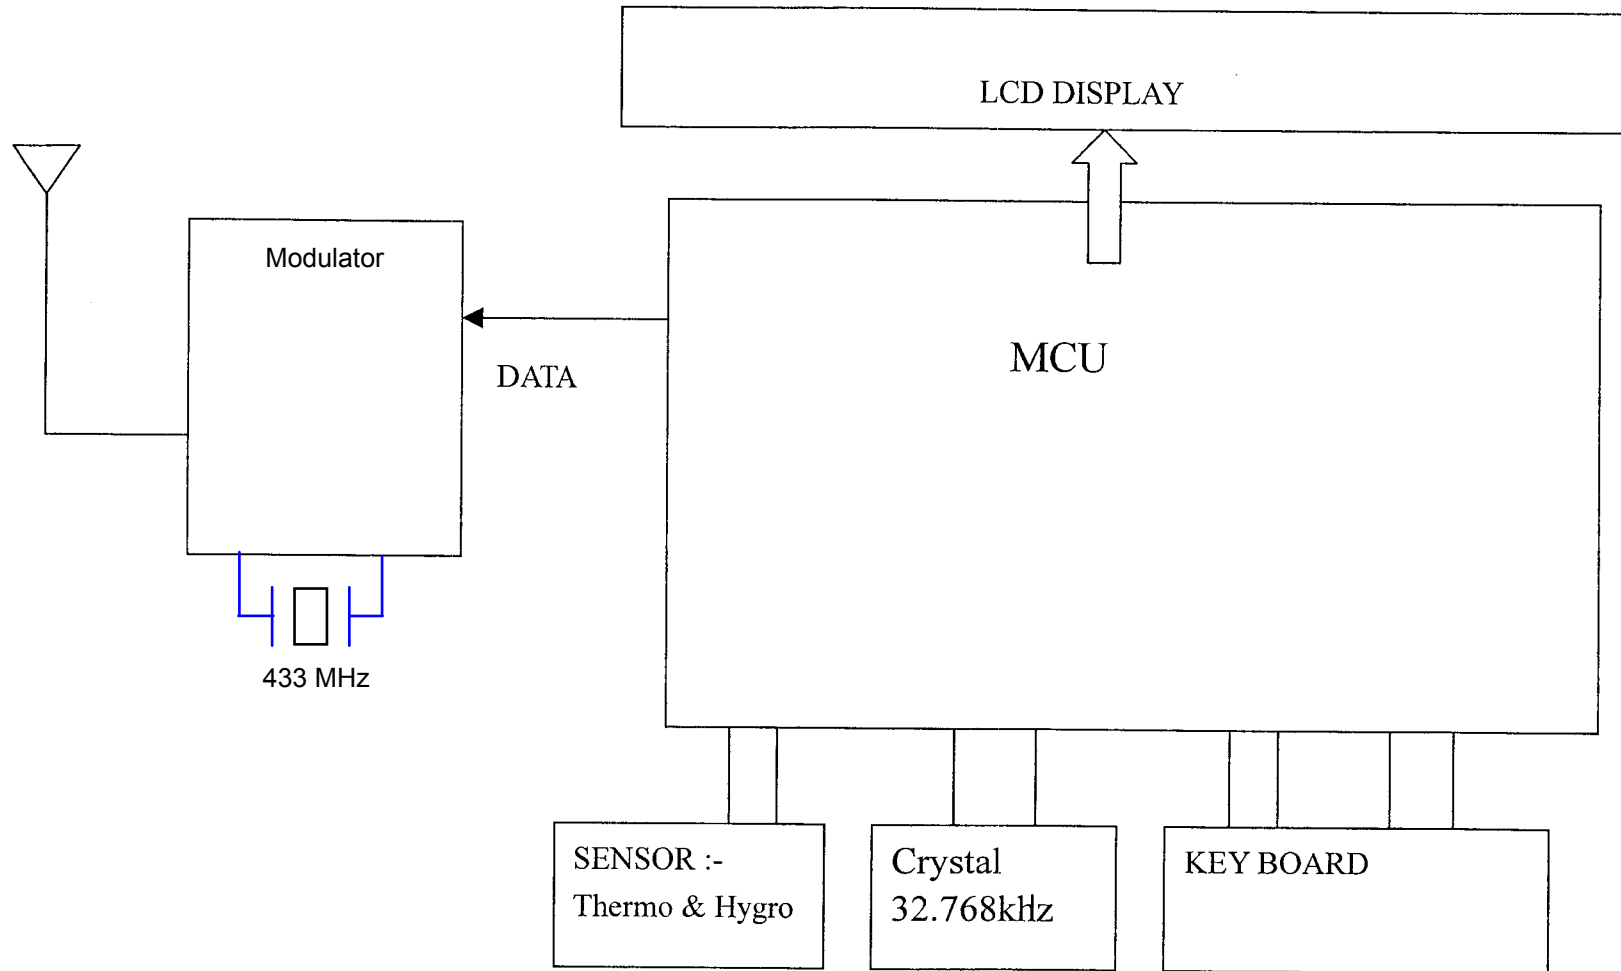 LCD DISPLAY
Modulator
DATA
MCU
433 MHz
SENSOR :-
Thermo & Hygro
Crystal
32.768kHz
KEY BOARD